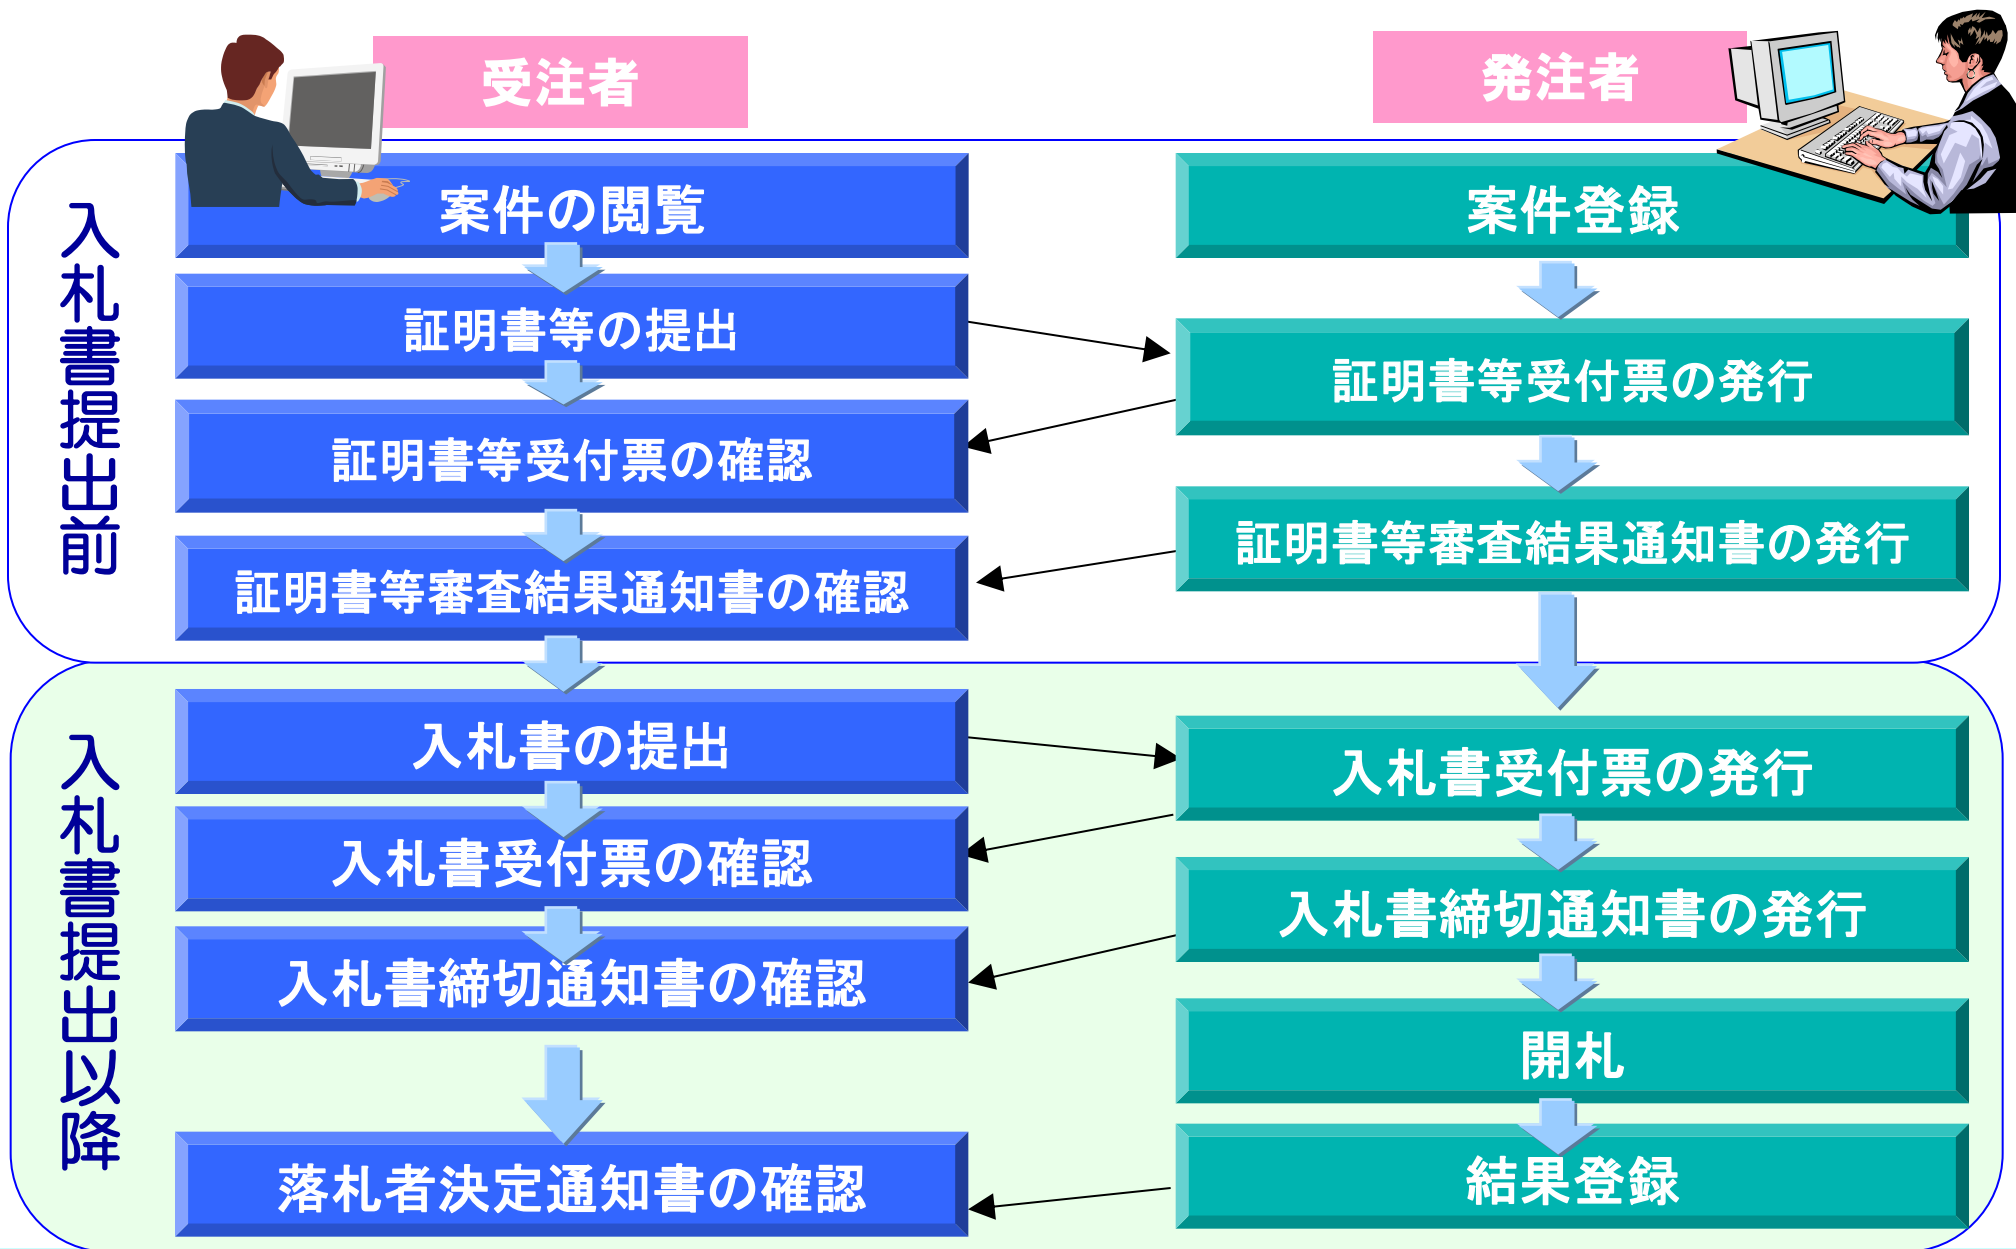 受注者
発注者
入札書提出前
案件の閲覧
案件登録
証明書等の提出
証明書等受付票の発行
証明書等受付票の確認
証明書等審査結果通知書の発行
証明書等審査結果通知書の確認
入札書提出以降
入札書の提出
入札書受付票の発行
入札書受付票の確認
入札書締切通知書の発行
入札書締切通知書の確認
開札
落札者決定通知書の確認
結果登録